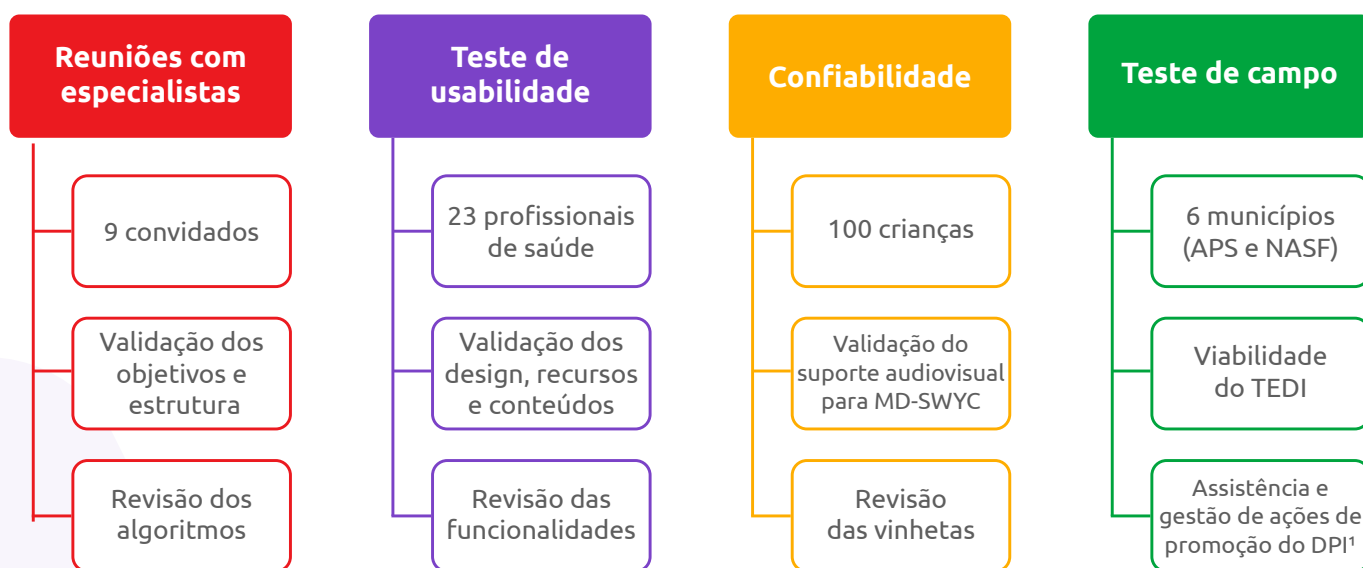 Reuniões com
especialistas
9 convidados
Validação dos
objetivos e
estrutura
Revisão dos
algoritmos
Teste de
usabilidade
23 profissionais
de saúde
Validação dos
design, recursos
e conteúdos
Revisão das
funcionalidades
Confiabilidade
100 crianças
Validação do
suporte audiovisual
para MD-SWYC
Revisão
das vinhetas
Teste de campo
6 municípios
(APS e NASF)
Viabilidade
do TEDI
Assistência e
gestão de ações de
promoção do DPI¹